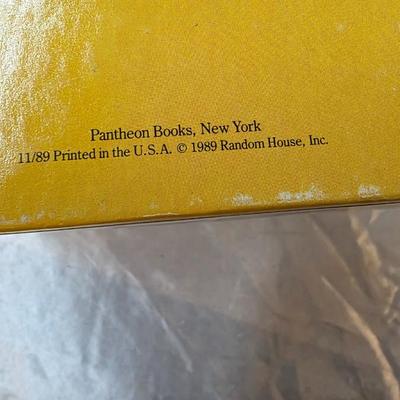 Pantheon Books, New York
11/89 Printed in the U.S.A. © 1989 Random House, Inc.